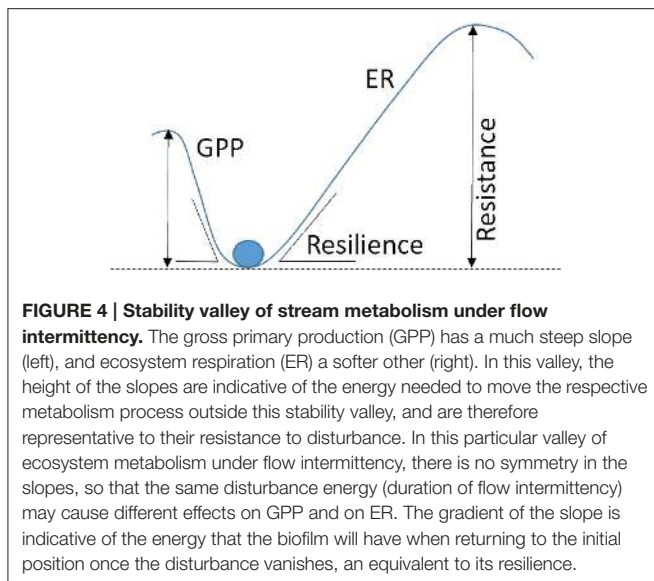 ER
GPP
Resistance
Resilience
FIGURE 4 | Stability valley of stream metabolism under flow
intermittency. The gross primary production (GPP) has a much steep slope
(left), and ecosystem respiration (ER) a softer other (right). In this valley, the
height of the slopes are indicative of the energy needed to move the respective
metabolism process outside this stability valley, and are therefore
representative to their resistance to disturbance. In this particular valley of
ecosystem metabolism under flow intermittency, there is no symmetry in the
slopes, so that the same disturbance energy (duration of flow intermittency)
may cause different effects on GPP and on ER. The gradient of the slope is
indicative of the energy that the biofilm will have when returning to the initial
position once the disturbance vanishes, an equivalent to its resilience.